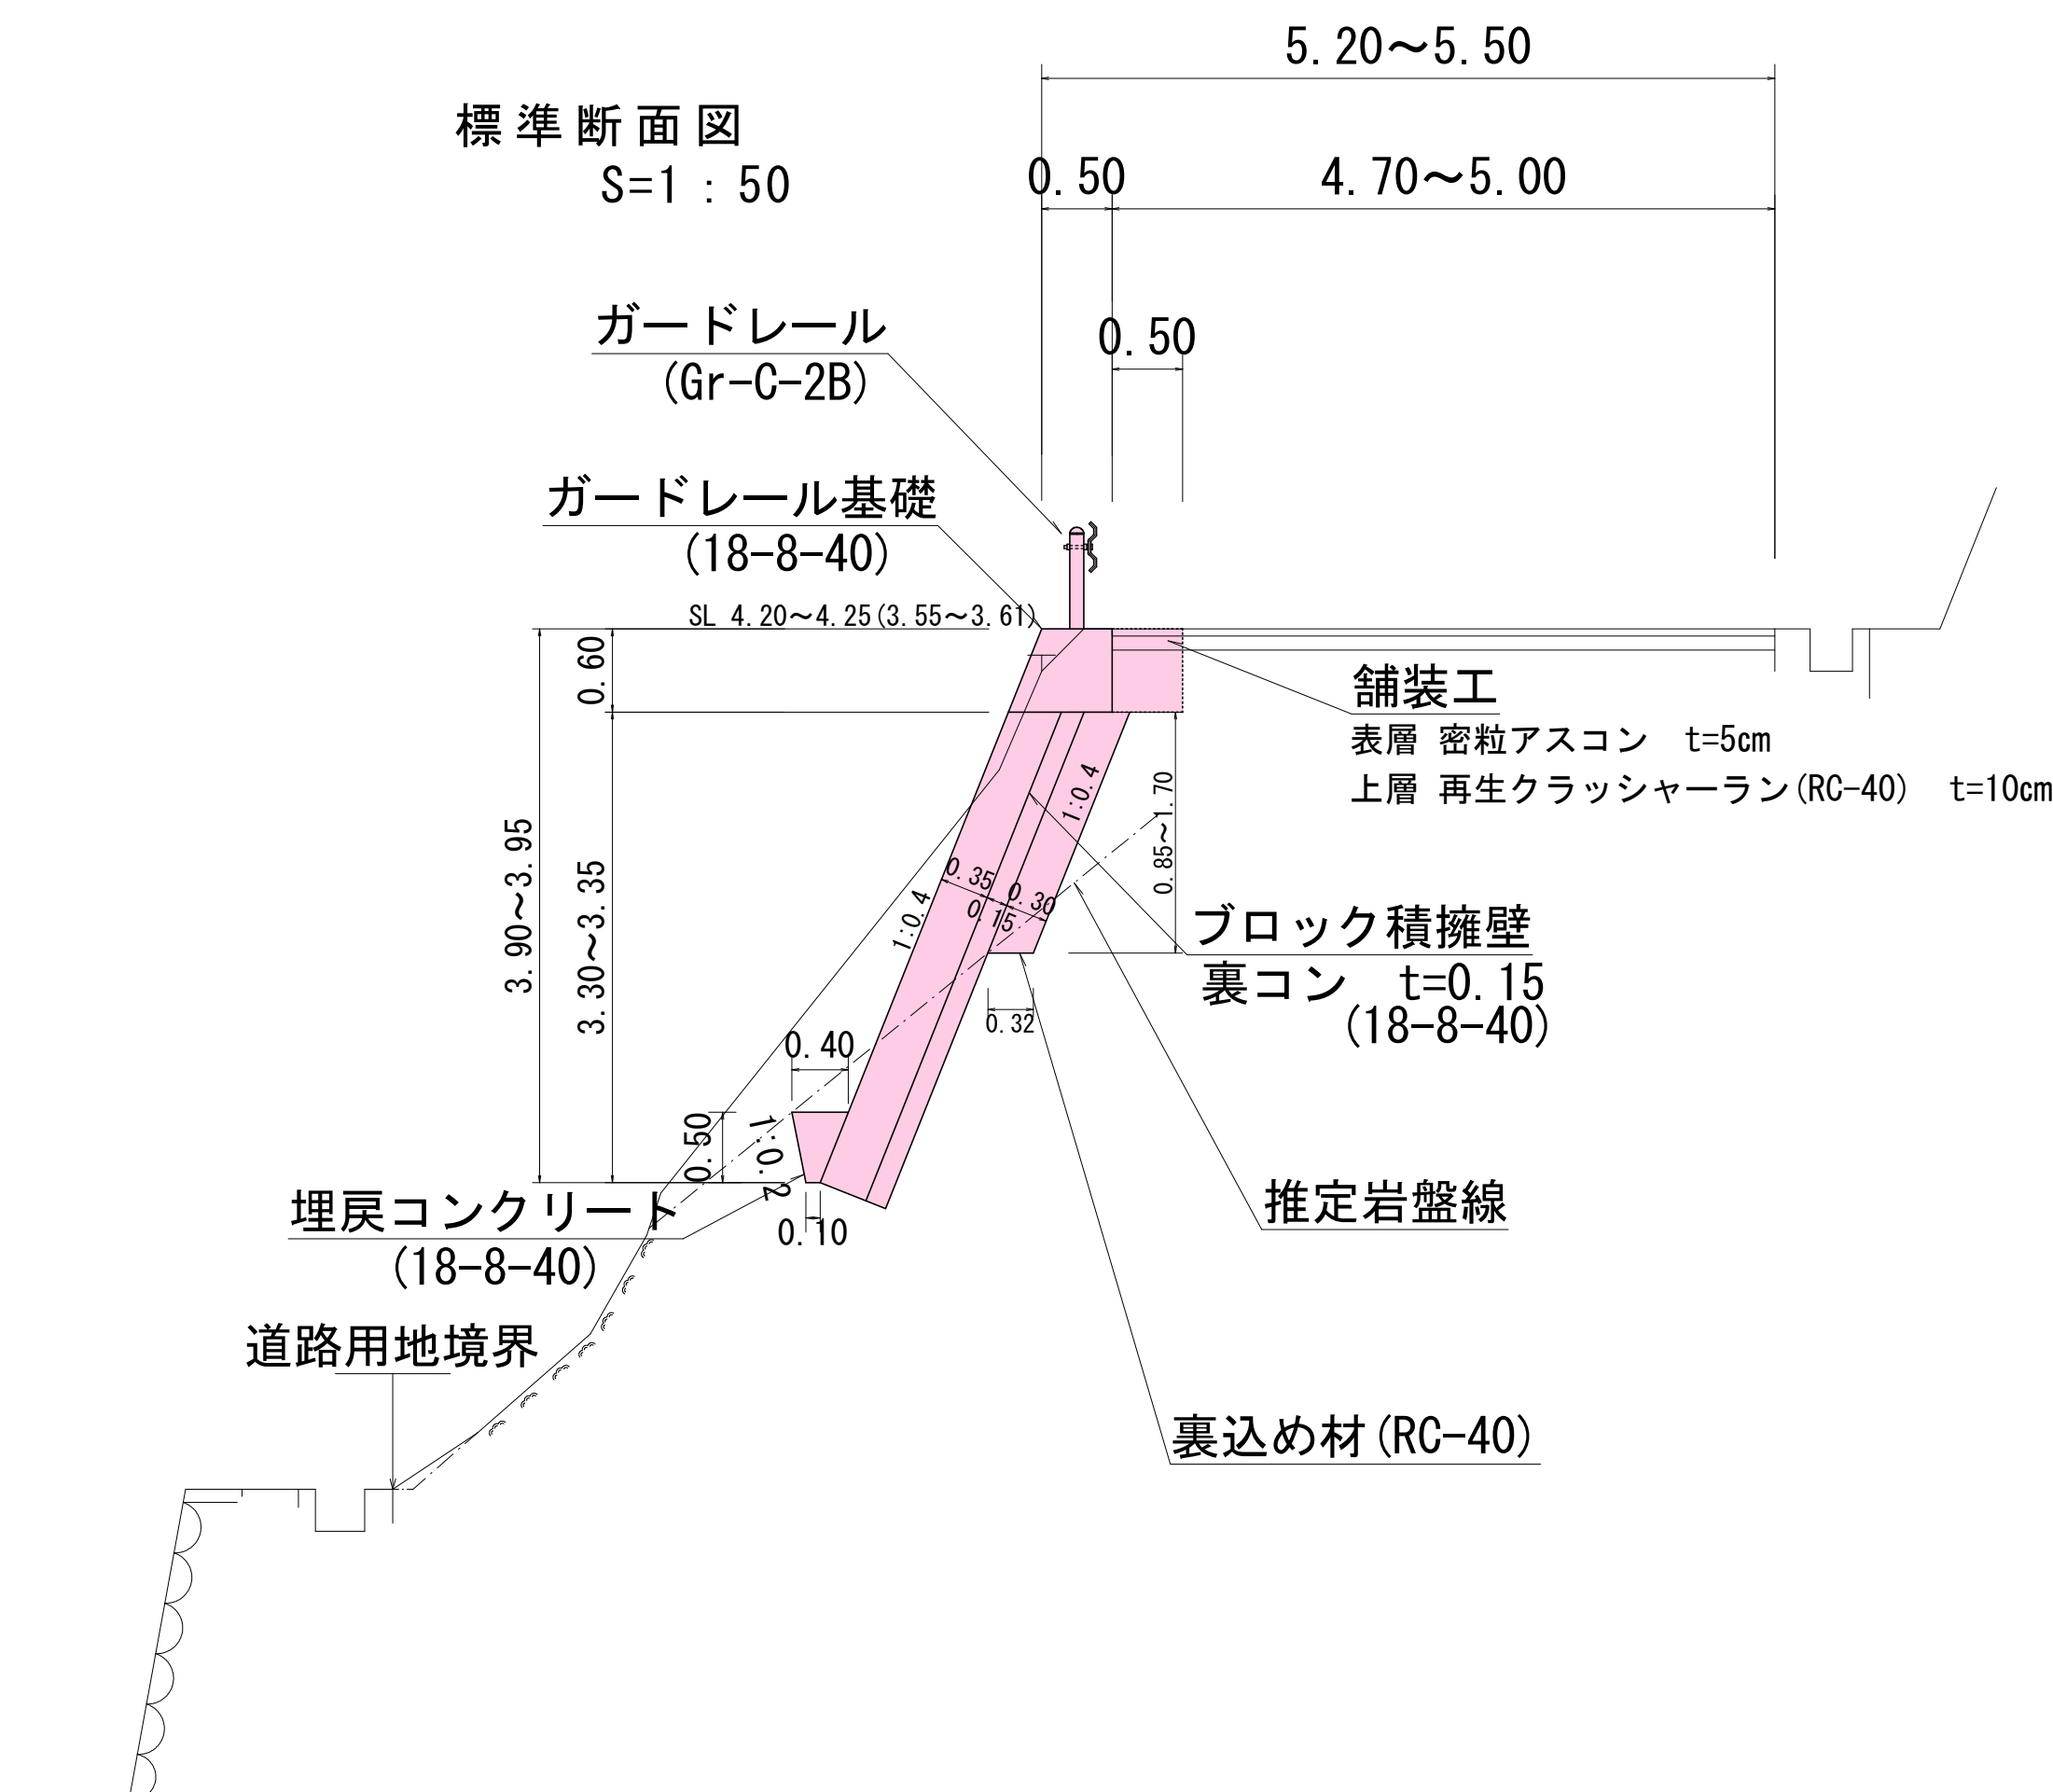 5.20～5.50
標準断面図
S=1：50
0.50
4.70～5.00
ガードレール
(Gr-C-2B)
0.50
ガードレール基礎
(18-8-40)
SL 4.20～4.25(3.55～3.61)
0.60
舗装工
表層 密粒アスコン　t=5cm
上層 再生クラッシャーラン(RC-40)　t=10cm
3.90～3.95
3.30～3.35
1:0.4
1:0.4
0.85～1.70
0.35
0.15
0.30
ブロック積擁壁
裏コン　t=0.15
(18-8-40)
0.32
0.40
0.50
1:0.2
0.10
埋戻コンクリート
(18-8-40)
推定岩盤線
道路用地境界
裏込め材(RC-40)